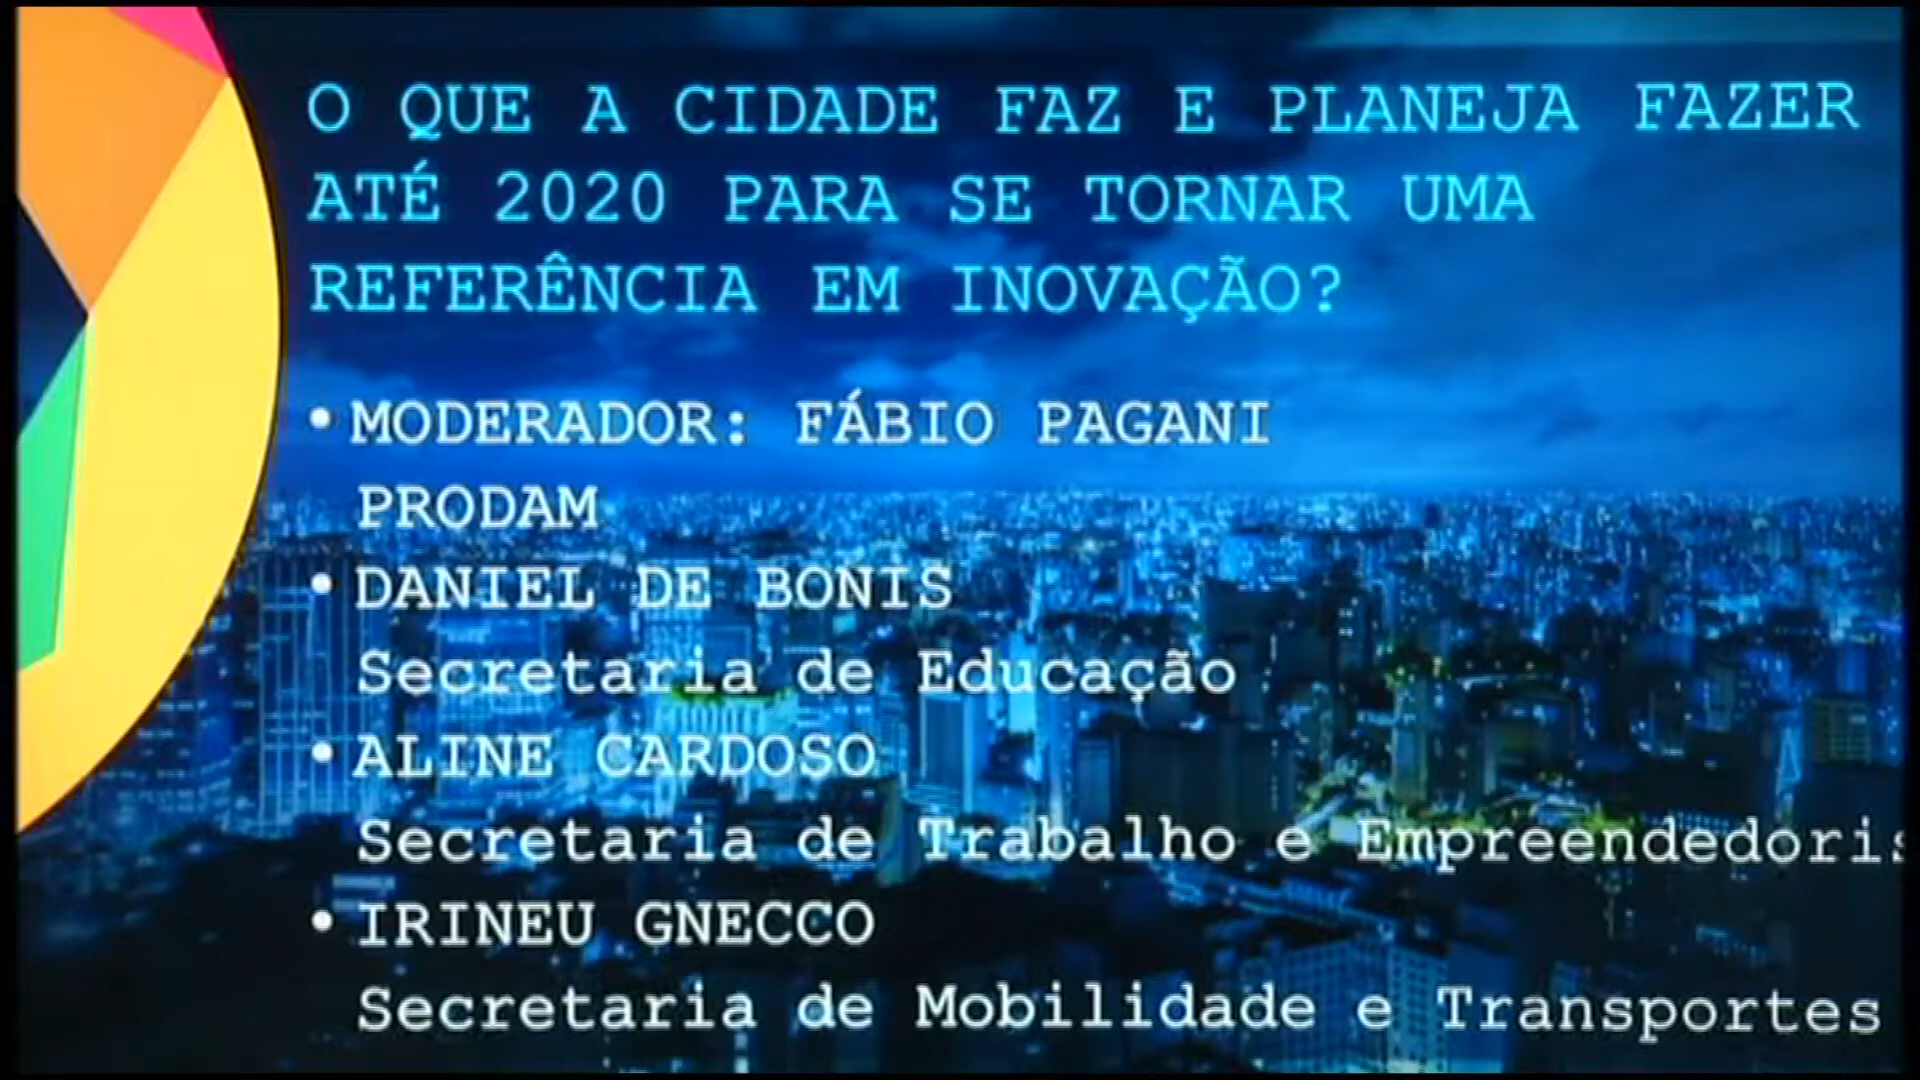 O QUE A CIDADE FAZ E PLANEJA FAZER
ATÉ 2020 PARA SE TORNAR UMA
REFERÊNCIA EM INOVAÇÃO?
• MODERADOR: FÁBIO PAGANI
PRODAM
• DANIEL DE BONIS
Secretaria de Educação
• ALINE CARDOSO
Secretaria de Trabalho e Empreendedoris
• IRINEU GNECCO
Secretaria de Mobilidade e Transportes